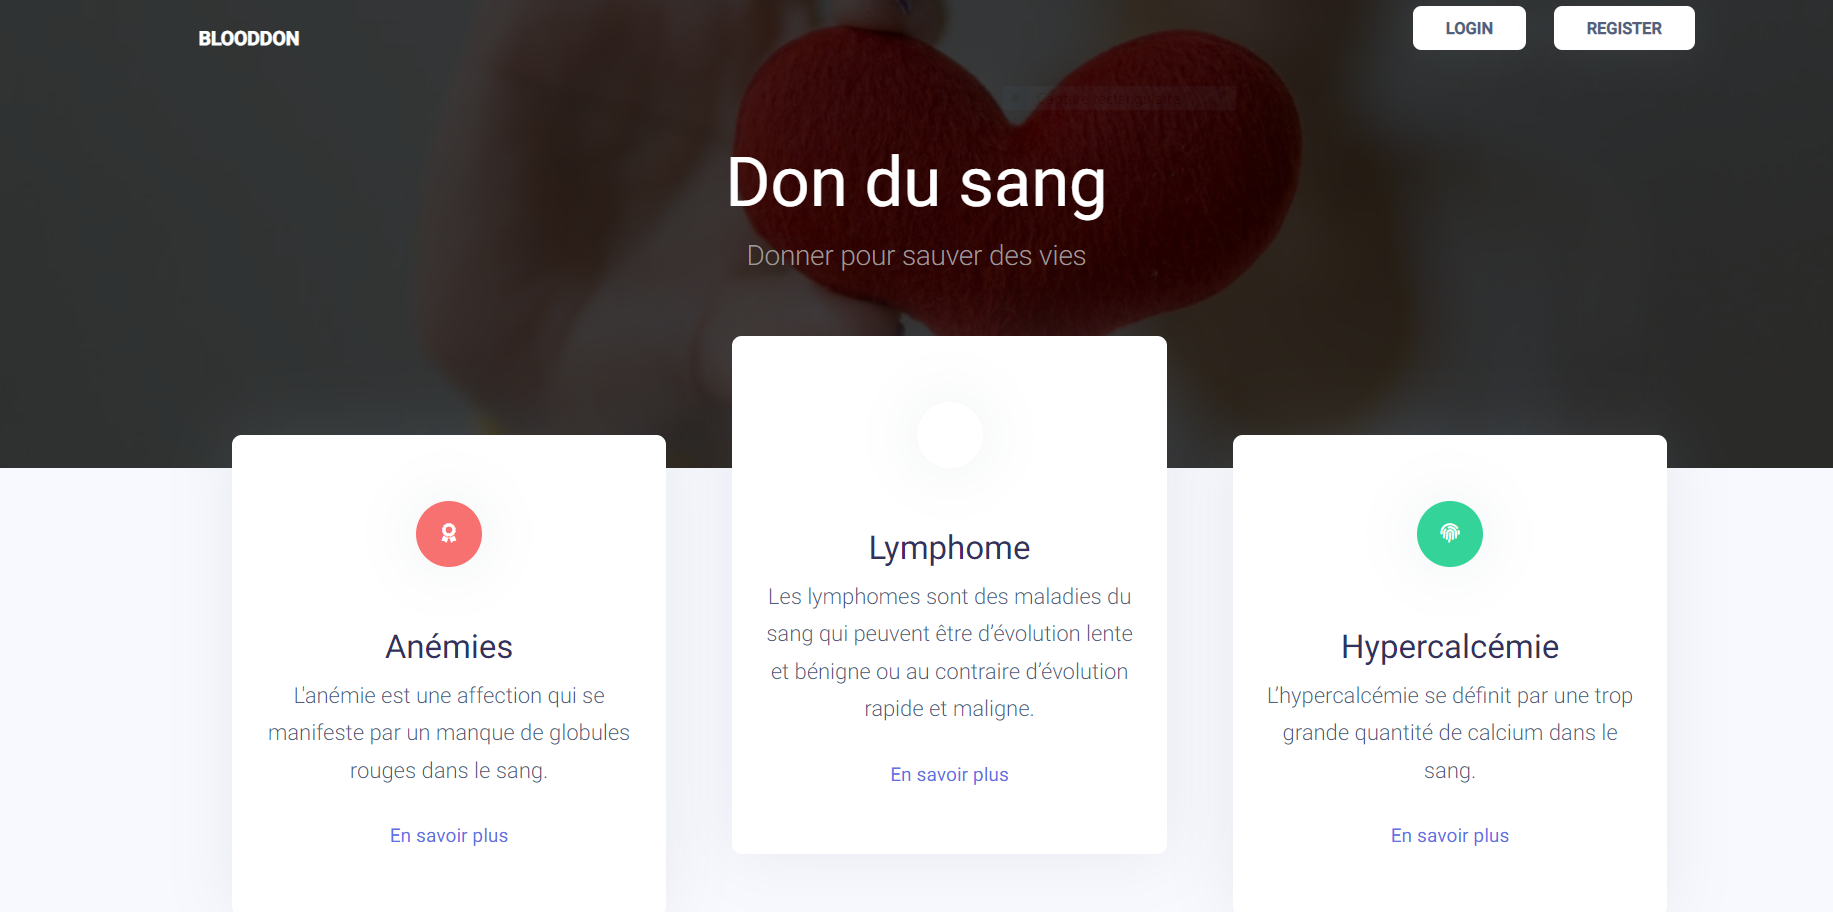 BLOODDON
LOGIN
REGISTER
Capture rectangulaire
Don du sang
Donner pour sauver des vies
Anémies
L'anémie est une affection qui se
manifeste par un manque de globules
rouges dans le sang.
En savoir plus
Lymphome
Les lymphomes sont des maladies du
sang qui peuvent être d’évolution lente
et bénigne ou au contraire d’évolution
rapide et maligne.
En savoir plus
Hypercalcémie
L’hypercalcémie se définit par une trop
grande quantité de calcium dans le
sang.
En savoir plus